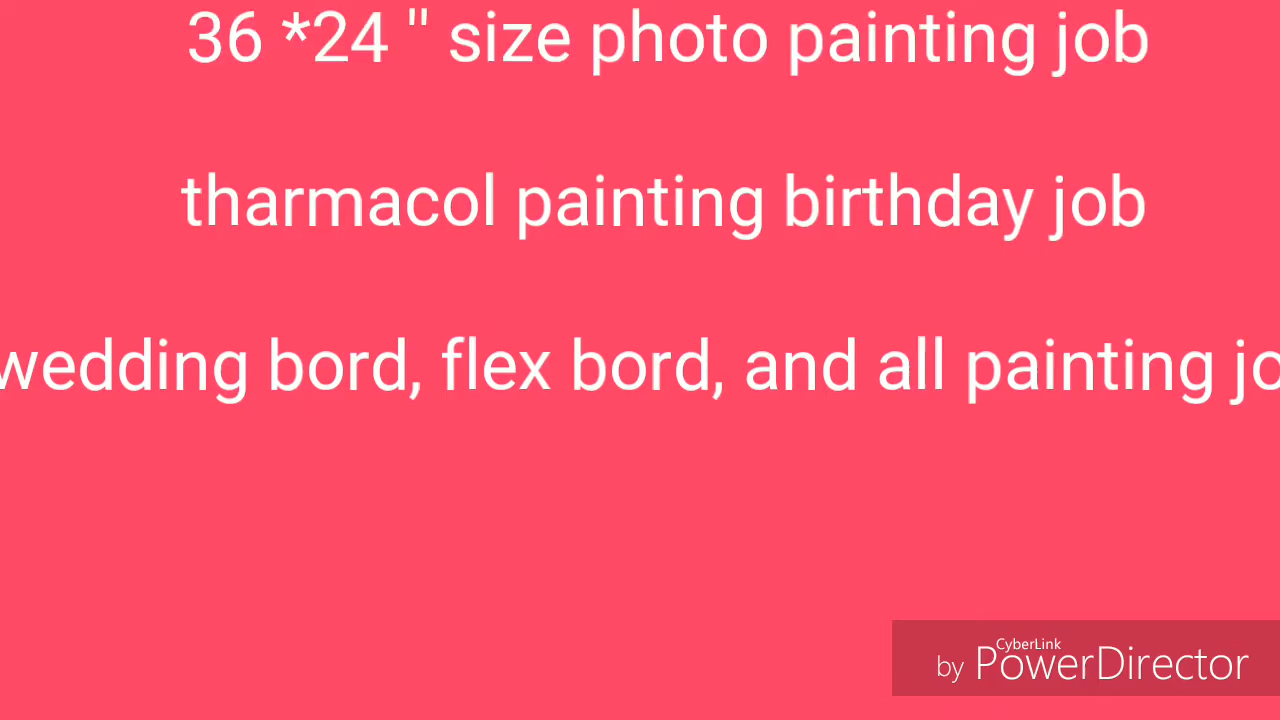 36 *24 " size photo painting job
tharmacol painting birthday job
wedding bord, flex bord, and all painting jo
CyberLink
by PowerDirector